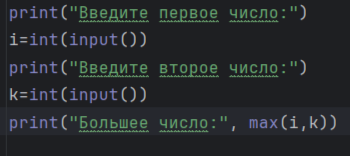 print("Введите первое число:")
i=int(input())
print("Введите второе число:")
k=int(input())
print("Большее число:", max(i,k))